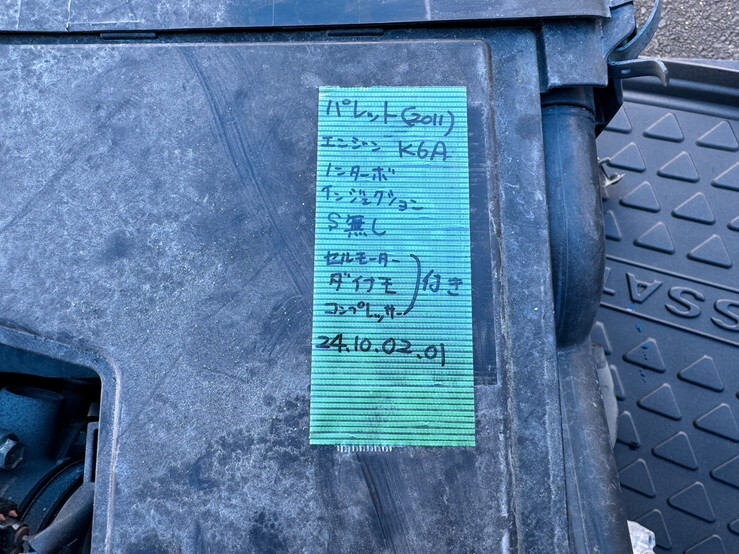 パレット(2011)
エンジン K6A
ノンターボ
インジェクション
S無し
セルモーター
ダイナモ 付き
コンプレッサー
24.10.02.01
SSAT